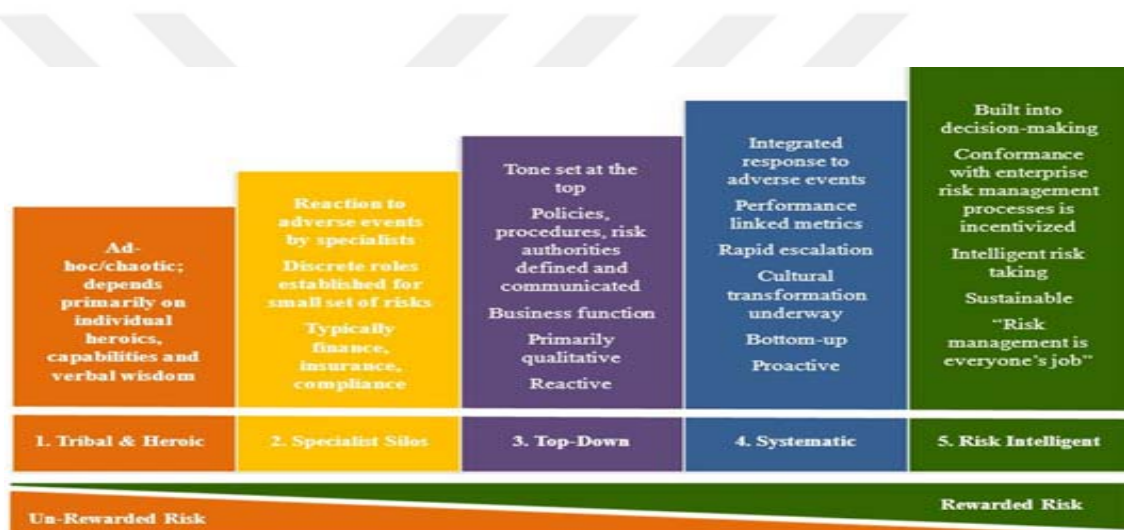 Ad-
hoc/chaotic;
depends
primarily on
individual
heroics,
capabilities and
verbal wisdom
1. Tribal & Heroic
Reaction to
adverse events
by specialists
Discrete roles
established for
small set of risks
Typically
finance,
insurance,
compliance
2. Specialist Silos
Tone set at the
top
Policies,
procedures, risk
authorities
defined and
communicated
Business function
Primarily
qualitative
Reactive
3. Top-Down
Integrated
response to
adverse events
Performance
linked metrics
Rapid escalation
Cultural
transformation
underway
Bottom-up
Proactive
4. Systematic
Built into
decision-making
Conformance
with enterprise
risk management
processes is
incentivized
Intelligent risk
taking
Sustainable
“Risk
management is
everyone’s job”
5. Risk Intelligent
Un-Rewarded Risk
Rewarded Risk